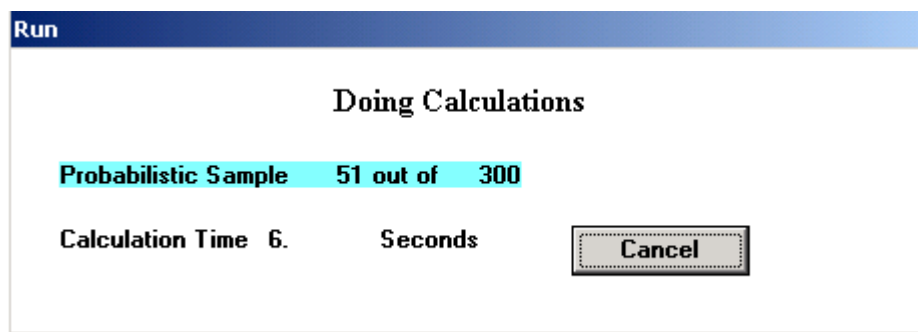 Run
Doing Calculations
Probabilistic Sample 51 out of 300
Calculation Time 6. Seconds
Cancel